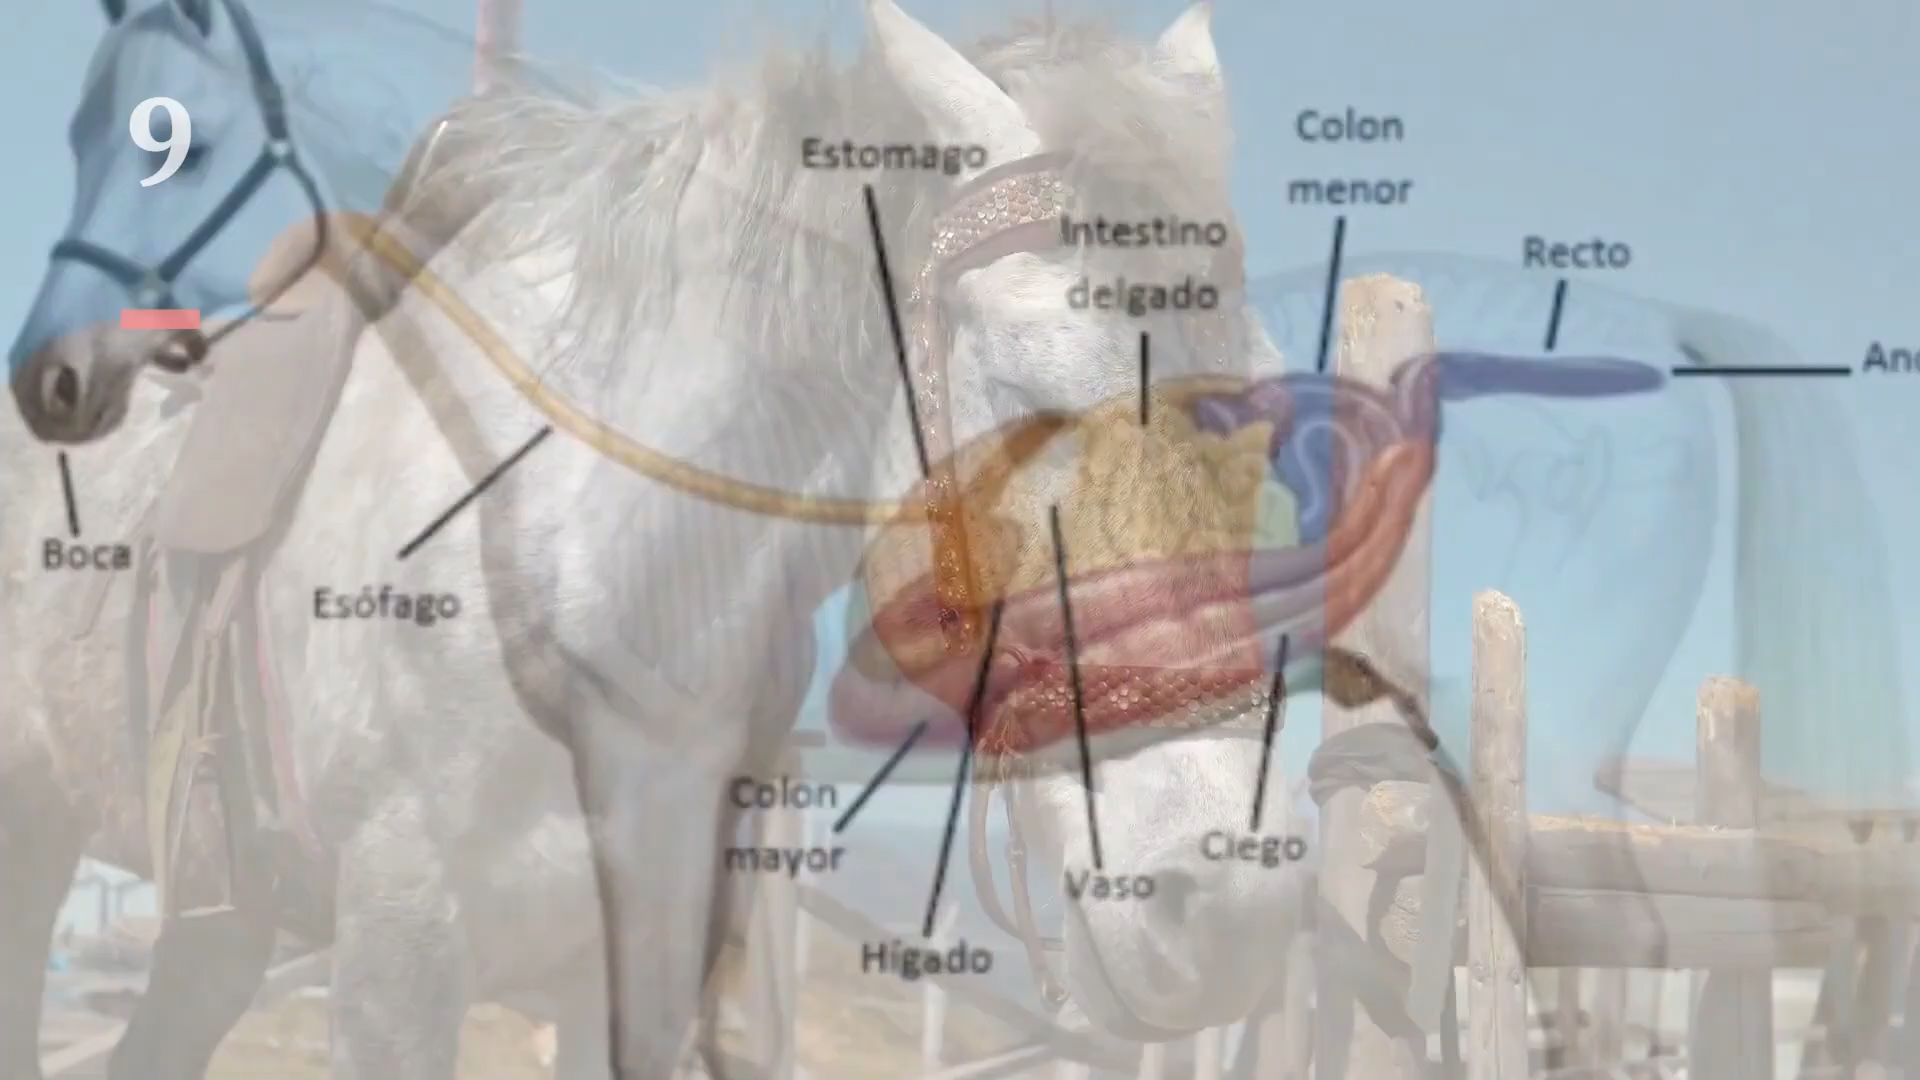 9
Estomago
Colon
menor
Intestino
delgado
Recto
Boca
Esófago
Colon
mayor
Hígado
Vaso
Ciego